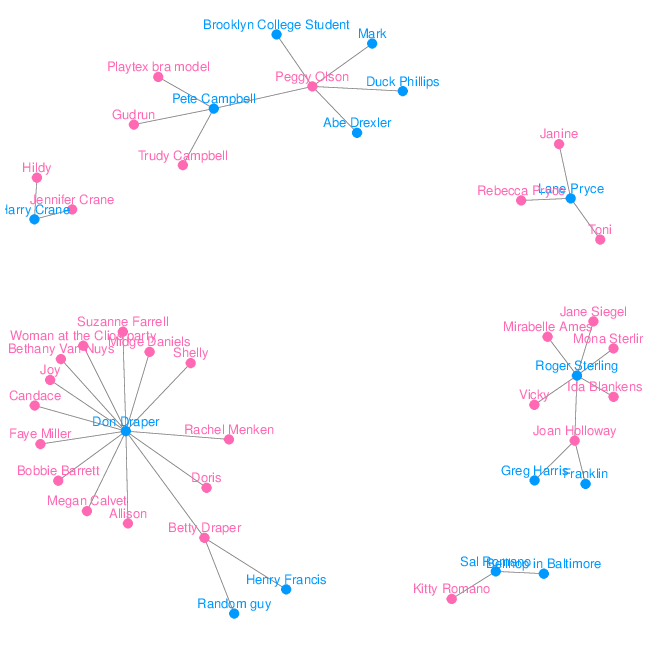 Brooklyn College Student
Mark
Playtex bra model
Peggy Olson
Duck Phillips
Pete Campbell
Gudrun
Abe Drexler
Janine
Trudy Campbell
Hildy
Rebecca Pryce
Lane Pryce
Jennifer Crane
Harry Crane
Toni
Jane Siegel
Suzanne Farrell
Mirabelle Ames
Woman at the Clios party
Midge Daniels
Mona Sterlin
Bethany Van Nuys
Shelly
Joy
Roger Sterling
Candace
Vicky
Ida Blankens
Don Draper
Faye Miller
Rachel Menken
Joan Holloway
Bobbie Barrett
Doris
Greg Harris
Franklin
Megan Calvet
Allison
Betty Draper
Sal Romano
Bellhop in Baltimore
Henry Francis
Kitty Romano
Random guy